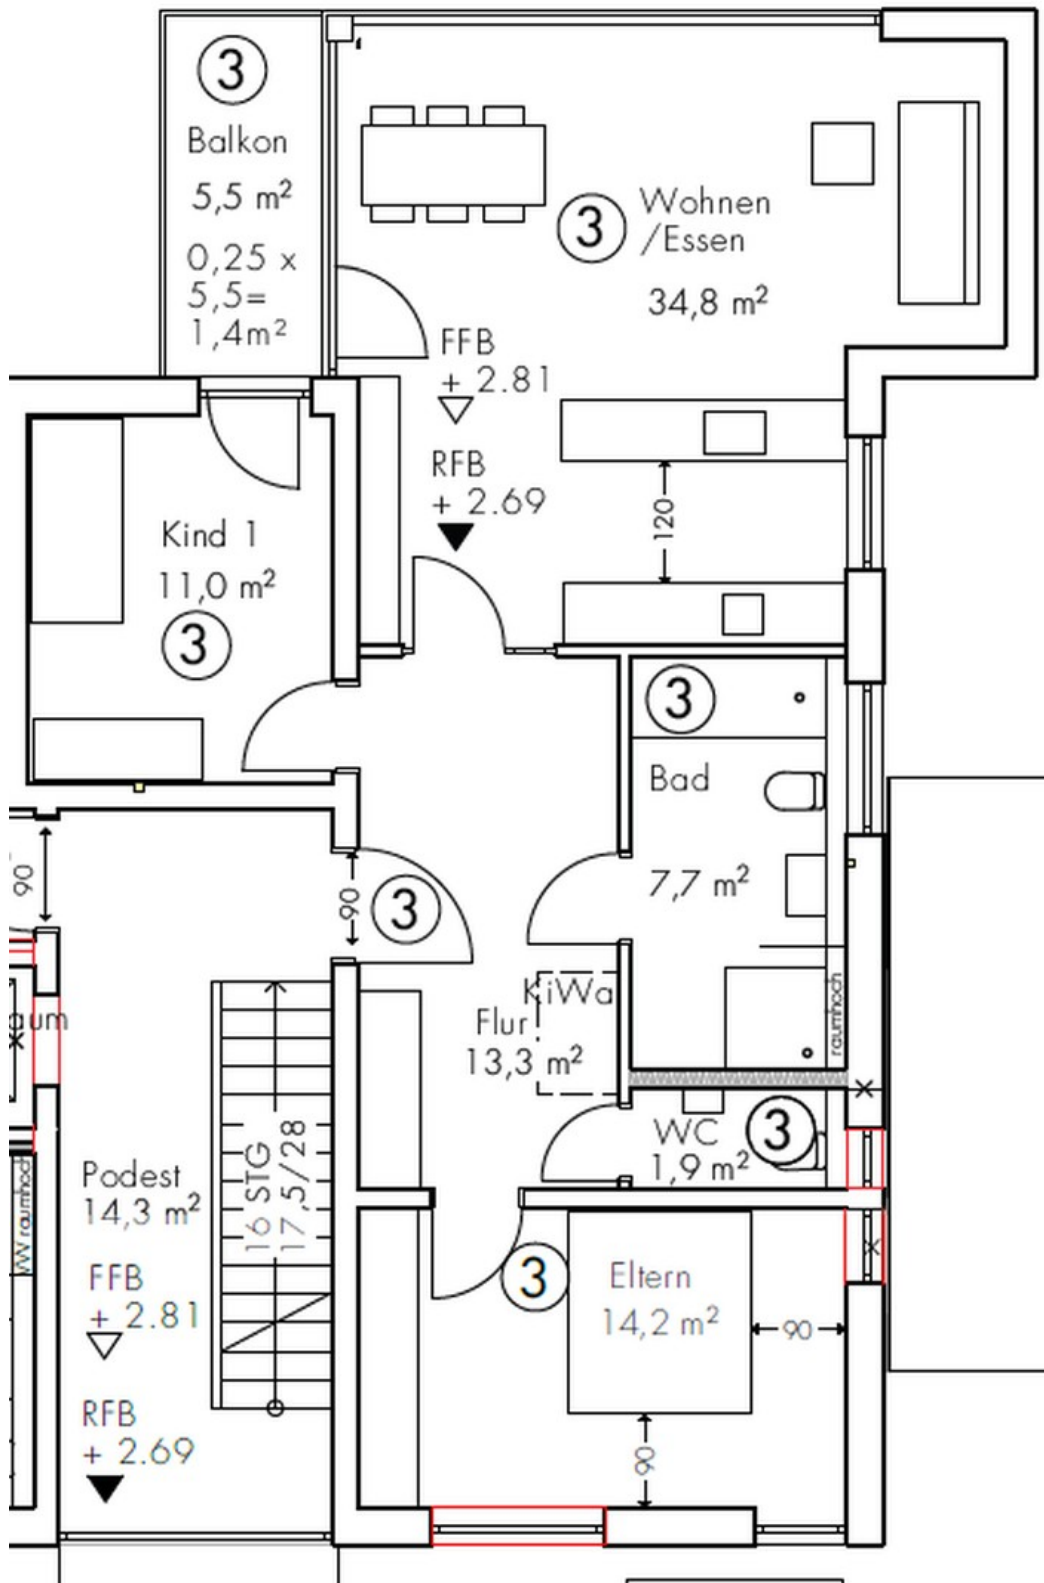 3
Balkon
5,5 m²
0,25 x
5,5=
1,4m²
3
Wohnen
/Essen
34,8 m²
FFB
+ 2.81
RFB
+ 2.69
120
Kind 1
11,0 m²
3
3
Bad
7,7 m²
raumhoch
90
90
3
KiWa
Flur
13,3 m²
WC
1,9 m²
3
Podest
14,3 m²
FFB
+ 2.81
RFB
+ 2.69
16 STG
17,5/28
raumhoch
3
Eltern
14,2 m²
90
90